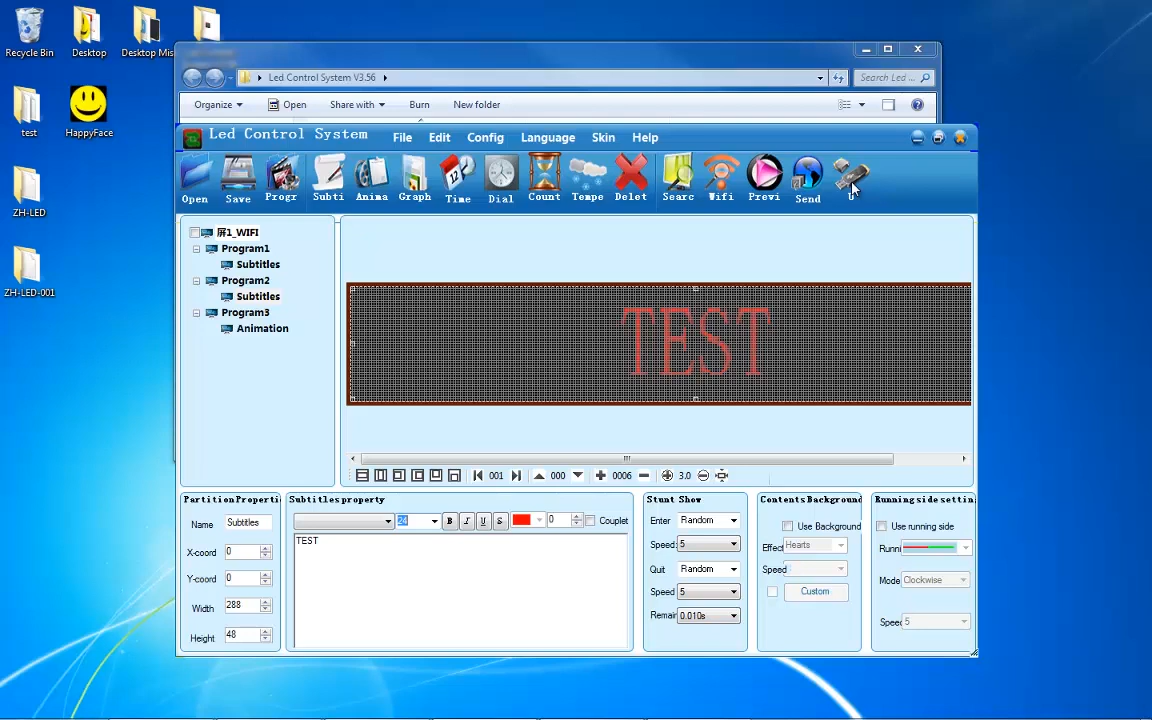 Recycle Bin
Desktop
Desktop Mis
test
HappyFace
ZH-LED
ZH-LED-001
Led Control System V3.56
Search Led ...
Organize
Open
Share with
Burn
New folder
Led Control System
File
Edit
Config
Language
Skin
Help
Open
Save
Progr
Subti
Anima
Graph
Time
Dial
Count
Tempe
Delet
Searc
Wifi
Previ
Send
U
屏1_WIFI
Program1
Subtitles
Program2
Subtitles
Program3
Animation
TEST
001
000
0006
3.0
PartitionProperti
Name
Subtitles
X-coord
0
Y-coord
0
Width
288
Height
48
Subtitles property
24
B
I
U
S
0
Couplet
TEST
Stunt Show
Enter
Random
Speed:
5
Quit
Random
Speed
5
Remair
0.010s
Contents Background
Use Background
Effect
Hearts
Speed
Custom
Running side settin
Use running side
Runni
Mode
Clockwise
Speed
5